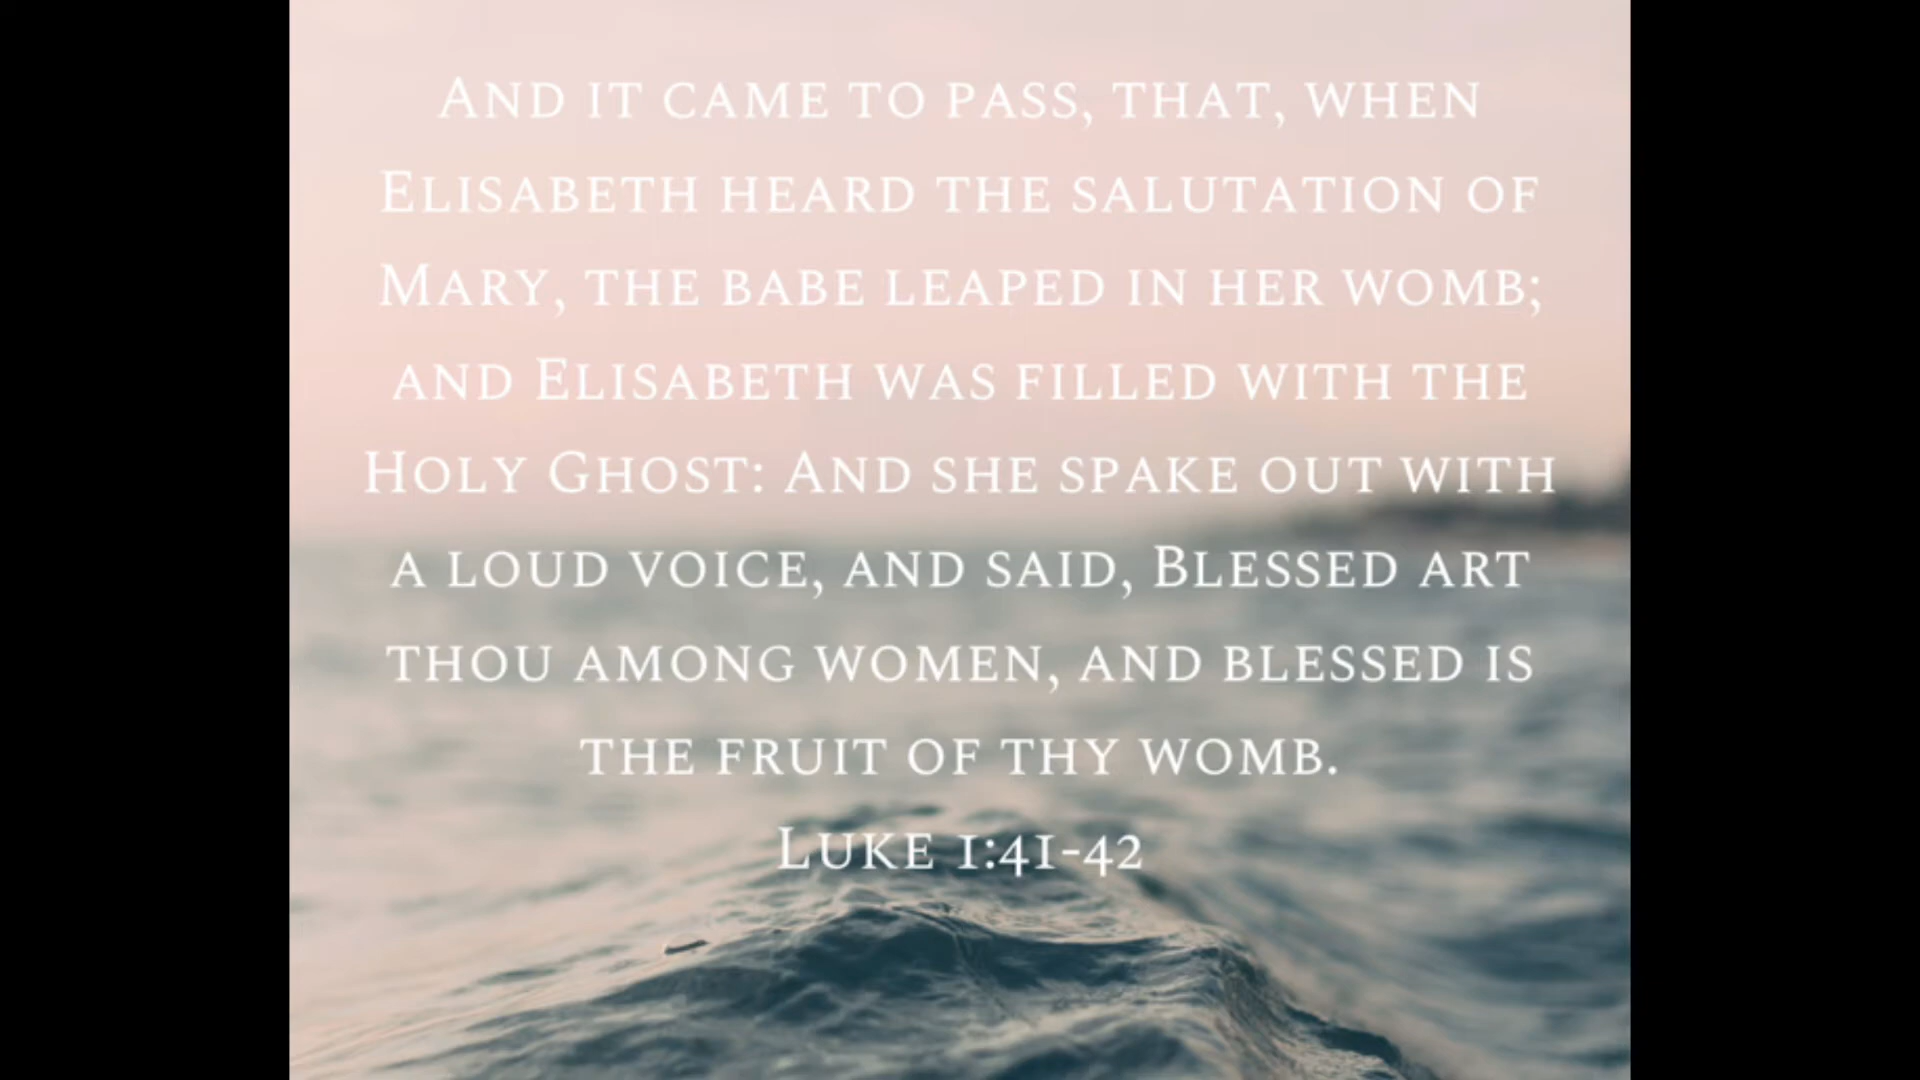 And it came to pass, that, when
Elisabeth heard the salutation of
Mary, the babe leaped in her womb;
and Elisabeth was filled with the
Holy Ghost: And she spake out with
a loud voice, and said, Blessed art
thou among women, and blessed is
the fruit of thy womb.
Luke 1:41-42